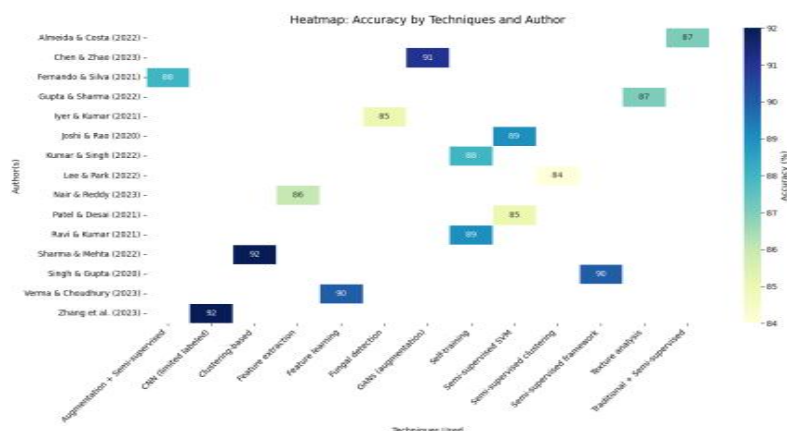 Heatmap: Accuracy by Techniques and Author
Almeida & Costa (2022)
87
Chen & Zhao (2023)
91
Fernando & Silva (2021)
88
Gupta & Sharma (2022)
87
Iyer & Kumar (2021)
85
Joshi & Rao (2020)
89
Kumar & Singh (2022)
88
Lee & Park (2022)
84
Nair & Reddy (2023)
86
Patel & Desai (2021)
85
Ravi & Kumar (2021)
89
Sharma & Mehta (2022)
92
Singh & Gupta (2020)
90
Verma & Choudhury (2023)
90
Zhang et al. (2023)
92
Author(s)
Augmentation + Semi-supervised
CNN (limited labeled)
Clustering-based
Feature extraction
Feature learning
Fungal detection
GANs (augmentation)
Self-training
Semi-supervised SVM
Semi-supervised clustering
Semi-supervised framework
Texture analysis
Traditional + Semi-supervised
Techniques Used
92
91
90
89
88
87
86
85
84
Accuracy (%)